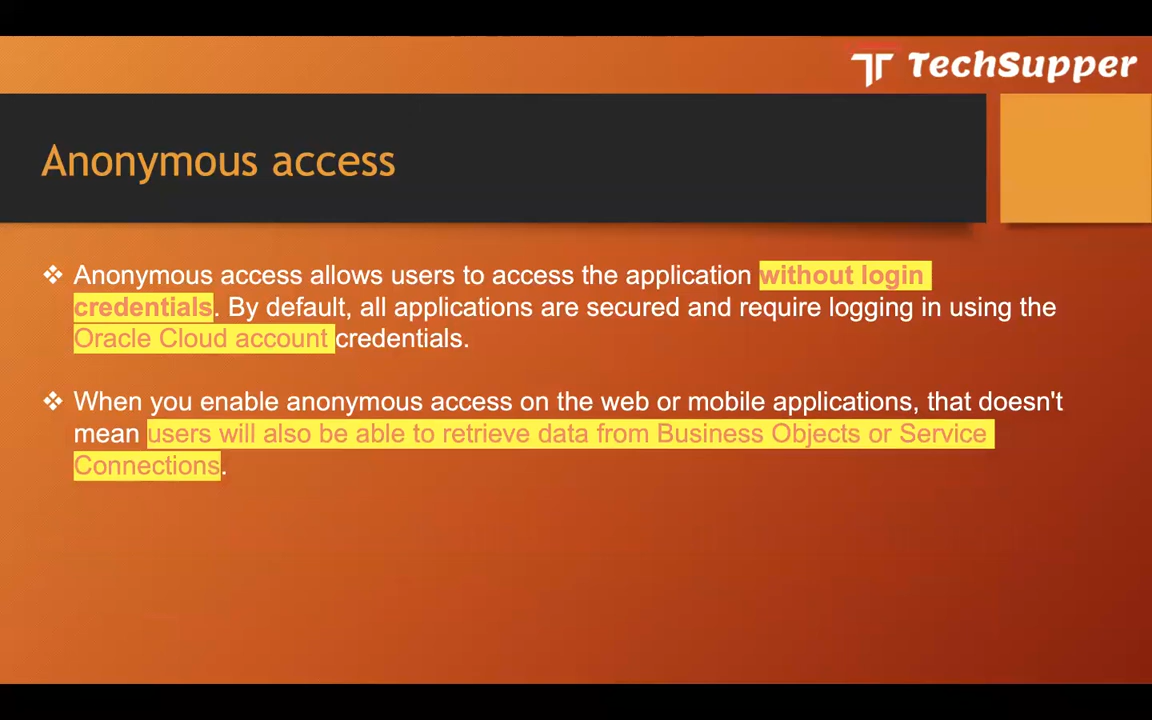 TechSupper
Anonymous access
❖ Anonymous access allows users to access the application without login
credentials. By default, all applications are secured and require logging in using the
Oracle Cloud account credentials.
❖ When you enable anonymous access on the web or mobile applications, that doesn't
mean users will also be able to retrieve data from Business Objects or Service
Connections.